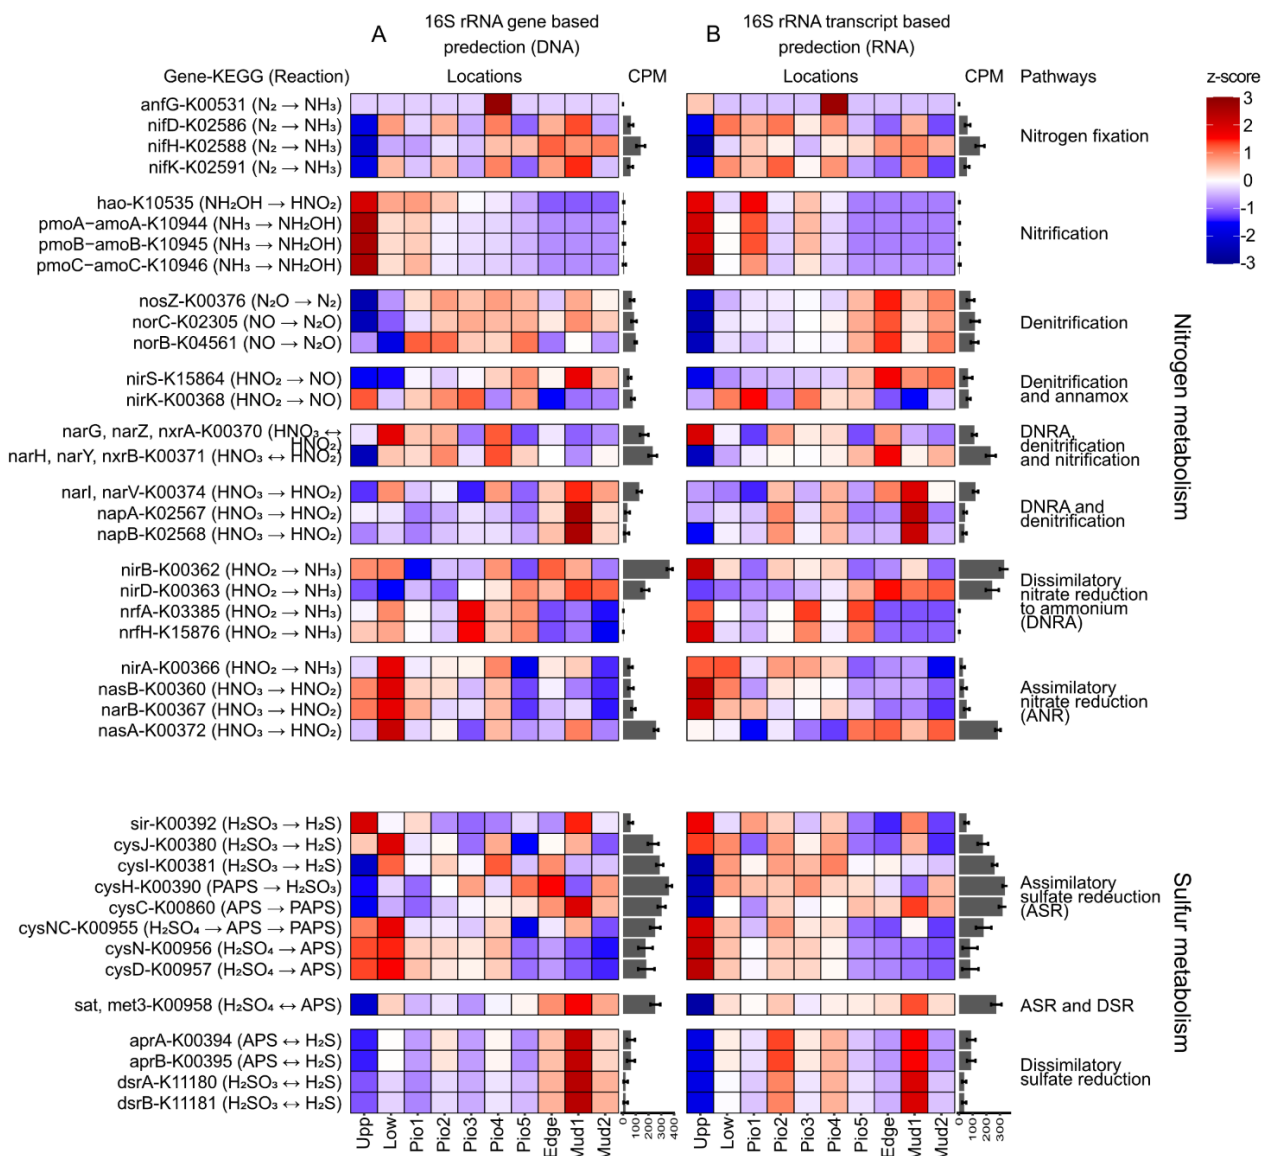 A
16S rRNA gene based
predection (DNA)
B
16S rRNA transcript based
predection (RNA)
Gene-KEGG (Reaction)
Locations
CPM
Locations
CPM
Pathways
z-score
anfG-K00531 (N₂ → NH₃)
nifD-K02586 (N₂ → NH₃)
nifH-K02588 (N₂ → NH₃)
nifK-K02591 (N₂ → NH₃)
Nitrogen fixation
3
2
1
0
-1
-2
-3
hao-K10535 (NH₂OH → HNO₂)
pmoA−amoA-K10944 (NH₃ → NH₂OH)
pmoB−amoB-K10945 (NH₃ → NH₂OH)
pmoC−amoC-K10946 (NH₃ → NH₂OH)
Nitrification
nosZ-K00376 (N₂O → N₂)
norC-K02305 (NO → N₂O)
norB-K04561 (NO → N₂O)
Denitrification
nirS-K15864 (HNO₂ → NO)
nirK-K00368 (HNO₂ → NO)
Denitrification
and annamox
narG, narZ, nxrA-K00370 (HNO₃ ↔
HNO₂)
narH, narY, nxrB-K00371 (HNO₃ ↔ HNO₂)
DNRA,
denitrification
and nitrification
narI, narV-K00374 (HNO₃ → HNO₂)
napA-K02567 (HNO₃ → HNO₂)
napB-K02568 (HNO₃ → HNO₂)
DNRA and
denitrification
nirB-K00362 (HNO₂ → NH₃)
nirD-K00363 (HNO₂ → NH₃)
nrfA-K03385 (HNO₂ → NH₃)
nrfH-K15876 (HNO₂ → NH₃)
Dissimilatory
nitrate reduction
to ammonium
(DNRA)
nirA-K00366 (HNO₂ → NH₃)
nasB-K00360 (HNO₃ → HNO₂)
narB-K00367 (HNO₃ → HNO₂)
nasA-K00372 (HNO₃ → HNO₂)
Assimilatory
nitrate reduction
(ANR)
Nitrogen metabolism
sir-K00392 (H₂SO₃ → H₂S)
cysJ-K00380 (H₂SO₃ → H₂S)
cysI-K00381 (H₂SO₃ → H₂S)
cysH-K00390 (PAPS → H₂SO₃)
cysC-K00860 (APS → PAPS)
cysNC-K00955 (H₂SO₄ → APS → PAPS)
cysN-K00956 (H₂SO₄ → APS)
cysD-K00957 (H₂SO₄ → APS)
Assimilatory
sulfate redeuction
(ASR)
sat, met3-K00958 (H₂SO₄ ↔ APS)
ASR and DSR
aprA-K00394 (APS ↔ H₂S)
aprB-K00395 (APS ↔ H₂S)
dsrA-K11180 (H₂SO₃ ↔ H₂S)
dsrB-K11181 (H₂SO₃ ↔ H₂S)
Dissimilatory
sulfate reduction
Sulfur metabolism
Upp
Low
Pio1
Pio2
Pio3
Pio4
Pio5
Edge
Mud1
Mud2
0
100
200
300
400
Upp
Low
Pio1
Pio2
Pio3
Pio4
Pio5
Edge
Mud1
Mud2
0
100
200
300